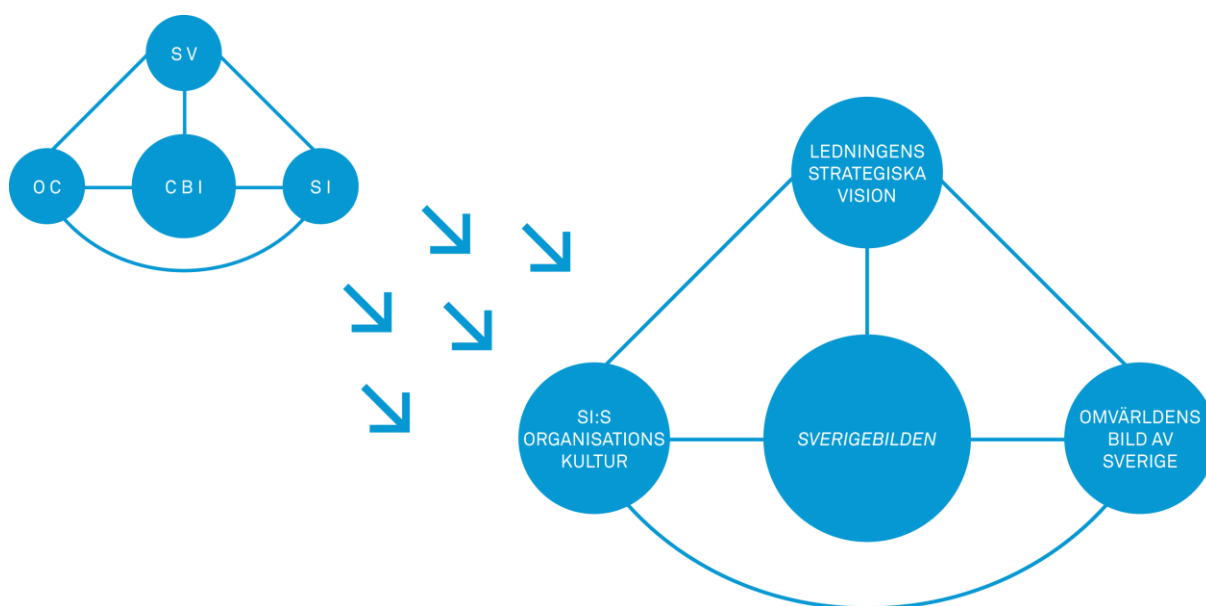 SV
OC
CBI
SI
LEDNINGENS
STRATEGISKA
VISION
SI:S
ORGANISATIONS
KULTUR
SVERIGEBILDEN
OMVÄRLDENS
BILD AV
SVERIGE